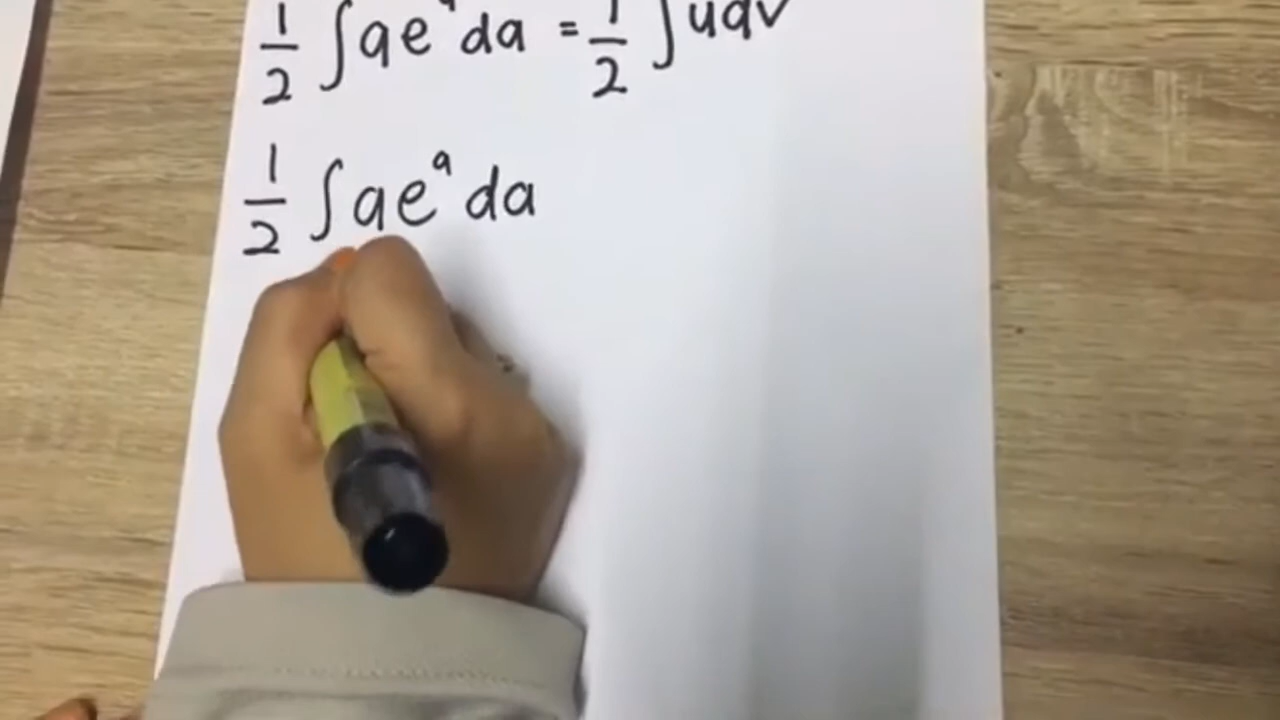 1/2 ∫ae^a da = 1/2 ∫udv
1/2 ∫ae^a da